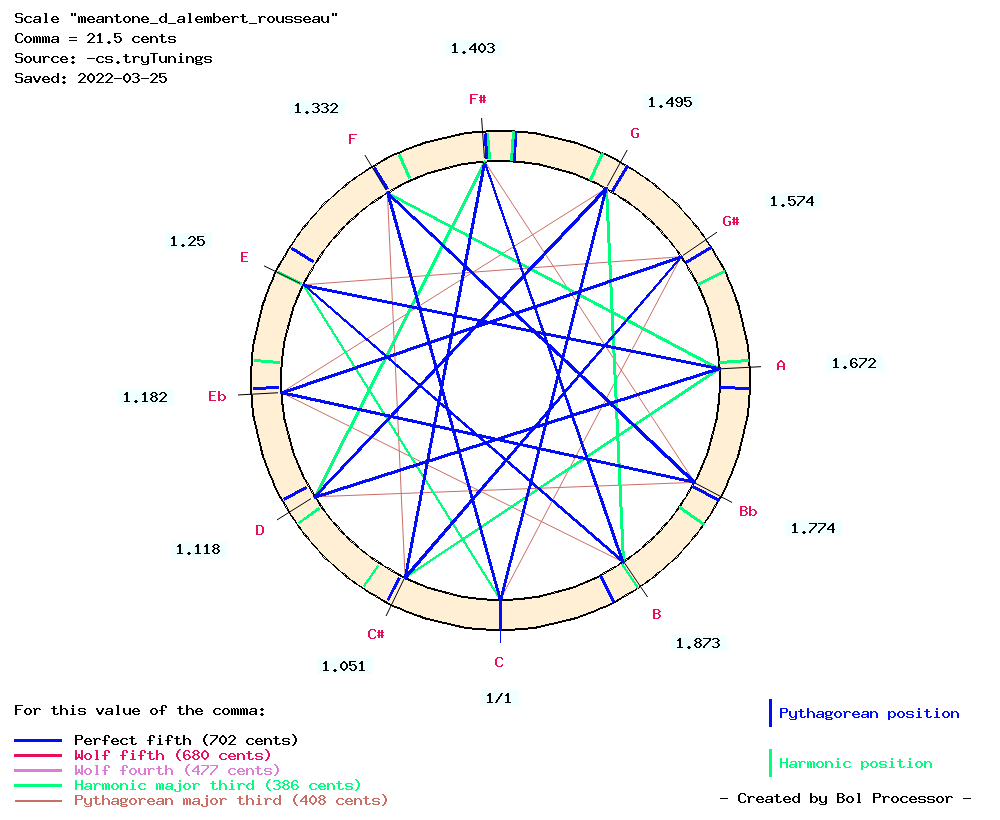 Scale "meantone_d_alembert_rousseau"
Comma = 21.5 cents
Source: -cs.tryTunings
Saved: 2022-03-25
1.403
F#
1.495
G
1.332
F
1.574
G#
1.25
E
1.672
A
1.182
Eb
1.774
Bb
1.118
D
1.873
B
1.051
C#
C
1/1
For this value of the comma:
Perfect fifth (702 cents)
Wolf fifth (680 cents)
Wolf fourth (477 cents)
Harmonic major third (386 cents)
Pythagorean major third (408 cents)
Pythagorean position
Harmonic position
- Created by Bol Processor -